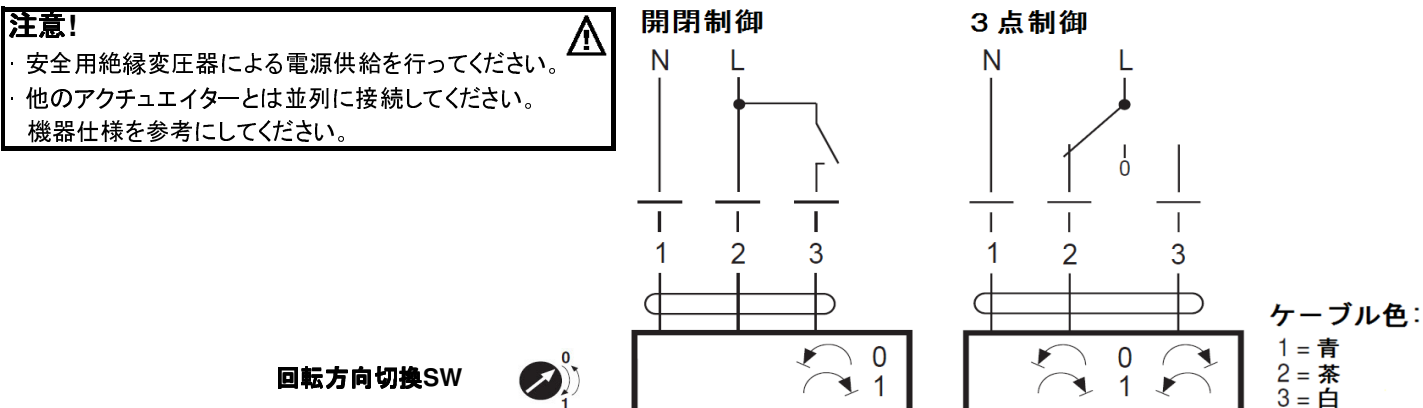 注意!
· 安全用絶縁変圧器による電源供給を行ってください。
· 他のアクチュエイターとは並列に接続してください。
機器仕様を参考にしてください。
開閉制御
N L
1 2 3
0
1
3 点制御
N L
0
1 2 3
0
1
ケーブル色:
1 = 青
2 = 茶
3 = 白
回転方向切換SW
0
1